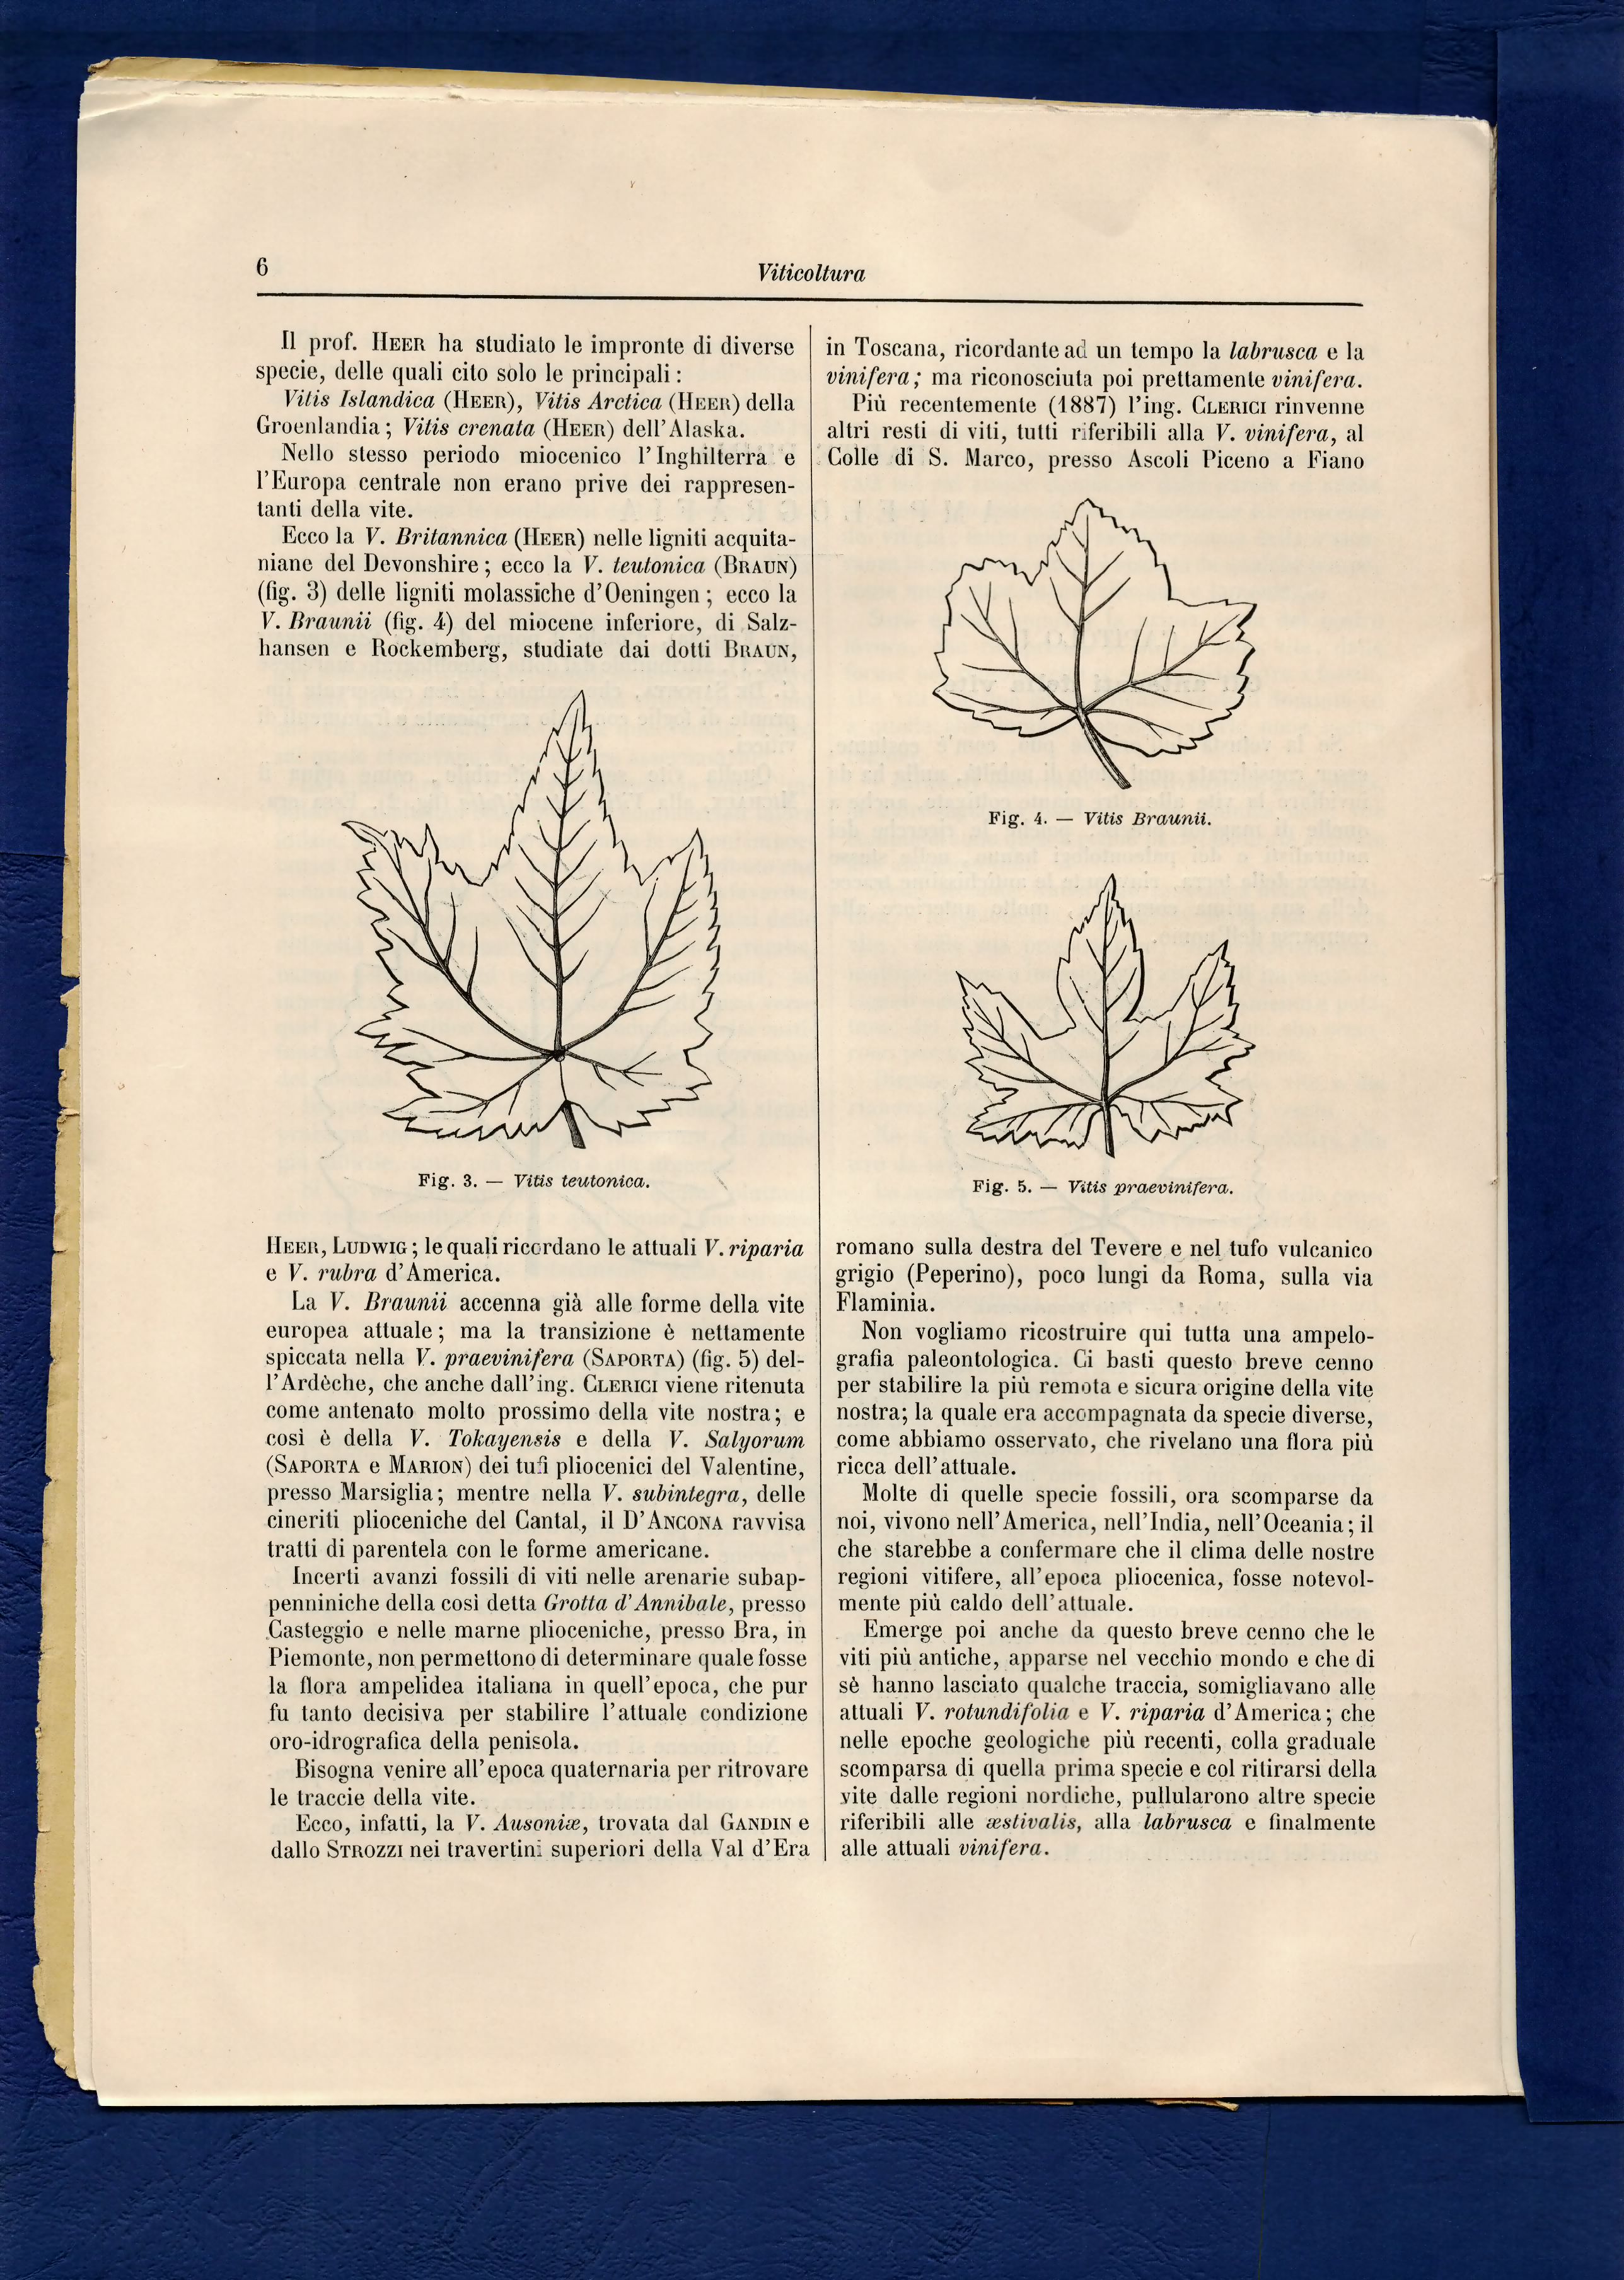 6
Viticoltura
Il prof. HEER ha studiato le impronte di diverse
specie, delle quali cito solo le principali :
Vitis Islandica (HEER), Vitis Arctica (HEER) della
Groenlandia ; Vitis crenata (HEER) dell'Alaska.
Nello stesso periodo miocenico l'Inghilterra e
l'Europa centrale non erano prive dei rappresen-
tanti della vite.
Ecco la V. Britannica (HEER) nelle ligniti acquita-
niane del Devonshire ; ecco la V. teutonica (BRAUN)
(fig. 3) delle ligniti molassiche d'Oeningen ; ecco la
V. Braunii (fig. 4) del miocene inferiore, di Salz-
hansen e Rockemberg, studiate dai dotti BRAUN,
Fig. 3. — Vitis teutonica.
HEER, LUDWIG ; le quali ricordano le attuali V. riparia
e V. rubra d'America.
La V. Braunii accenna già alle forme della vite
europea attuale ; ma la transizione è nettamente
spiccata nella V. praevinifera (SAPORTA) (fig. 5) del-
l'Ardèche, che anche dall'ing. CLERICI viene ritenuta
come antenato molto prossimo della vite nostra ; e
così è della V. Tokayensis e della V. Salyorum
(SAPORTA e MARION) dei tufi pliocenici del Valentine,
presso Marsiglia ; mentre nella V. subintegra, delle
cineriti plioceniche del Cantal, il D'ANCONA ravvisa
tratti di parentela con le forme americane.
Incerti avanzi fossili di viti nelle arenarie subap-
penniniche della così detta Grotta d'Annibale, presso
Casteggio e nelle marne plioceniche, presso Bra, in
Piemonte, non permettono di determinare quale fosse
la flora ampelidea italiana in quell'epoca, che pur
fu tanto decisiva per stabilire l'attuale condizione
oro-idrografica della penisola.
Bisogna venire all'epoca quaternaria per ritrovare
le traccie della vite.
Ecco, infatti, la V. Ausoniæ, trovata dal GANDIN e
dallo STROZZI nei travertini superiori della Val d'Era
in Toscana, ricordante ad un tempo la labrusca e la
vinifera ; ma riconosciuta poi prettamente vinifera.
Più recentemente (1887) l'ing. CLERICI rinvenne
altri resti di viti, tutti riferibili alla V. vinifera, al
Colle di S. Marco, presso Ascoli Piceno a Fiano
Fig. 4. — Vitis Braunii.
Fig. 5. — Vitis praevinifera.
romano sulla destra del Tevere e nel tufo vulcanico
grigio (Peperino), poco lungi da Roma, sulla via
Flaminia.
Non vogliamo ricostruire qui tutta una ampelo-
grafia paleontologica. Ci basti questo breve cenno
per stabilire la più remota e sicura origine della vite
nostra ; la quale era accompagnata da specie diverse,
come abbiamo osservato, che rivelano una flora più
ricca dell'attuale.
Molte di quelle specie fossili, ora scomparse da
noi, vivono nell'America, nell'India, nell'Oceania ; il
che starebbe a confermare che il clima delle nostre
regioni vitifere, all'epoca pliocenica, fosse notevol-
mente più caldo dell'attuale.
Emerge poi anche da questo breve cenno che le
viti più antiche, apparse nel vecchio mondo e che di
sè hanno lasciato qualche traccia, somigliavano alle
attuali V. rotundifolia e V. riparia d'America ; che
nelle epoche geologiche più recenti, colla graduale
scomparsa di quella prima specie e col ritirarsi della
vite dalle regioni nordiche, pullularono altre specie
riferibili alle æstivalis, alla labrusca e finalmente
alle attuali vinifera.